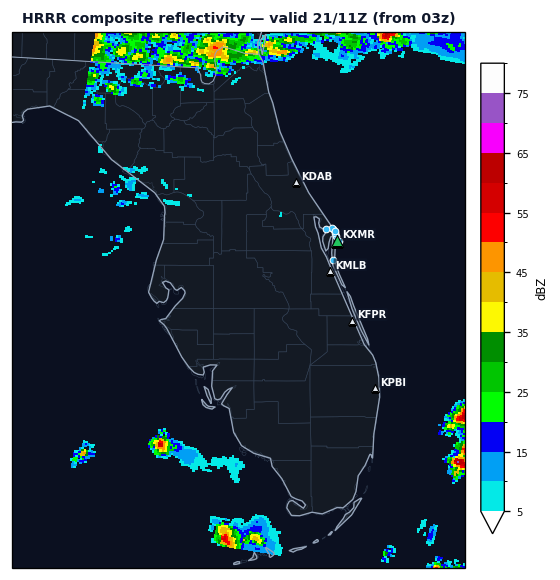 HRRR composite reflectivity — valid 21/11Z (from 03z)
KDAB
KXMR
KMLB
KFPR
KPBI
75
65
55
45
35
25
15
5
dBZ